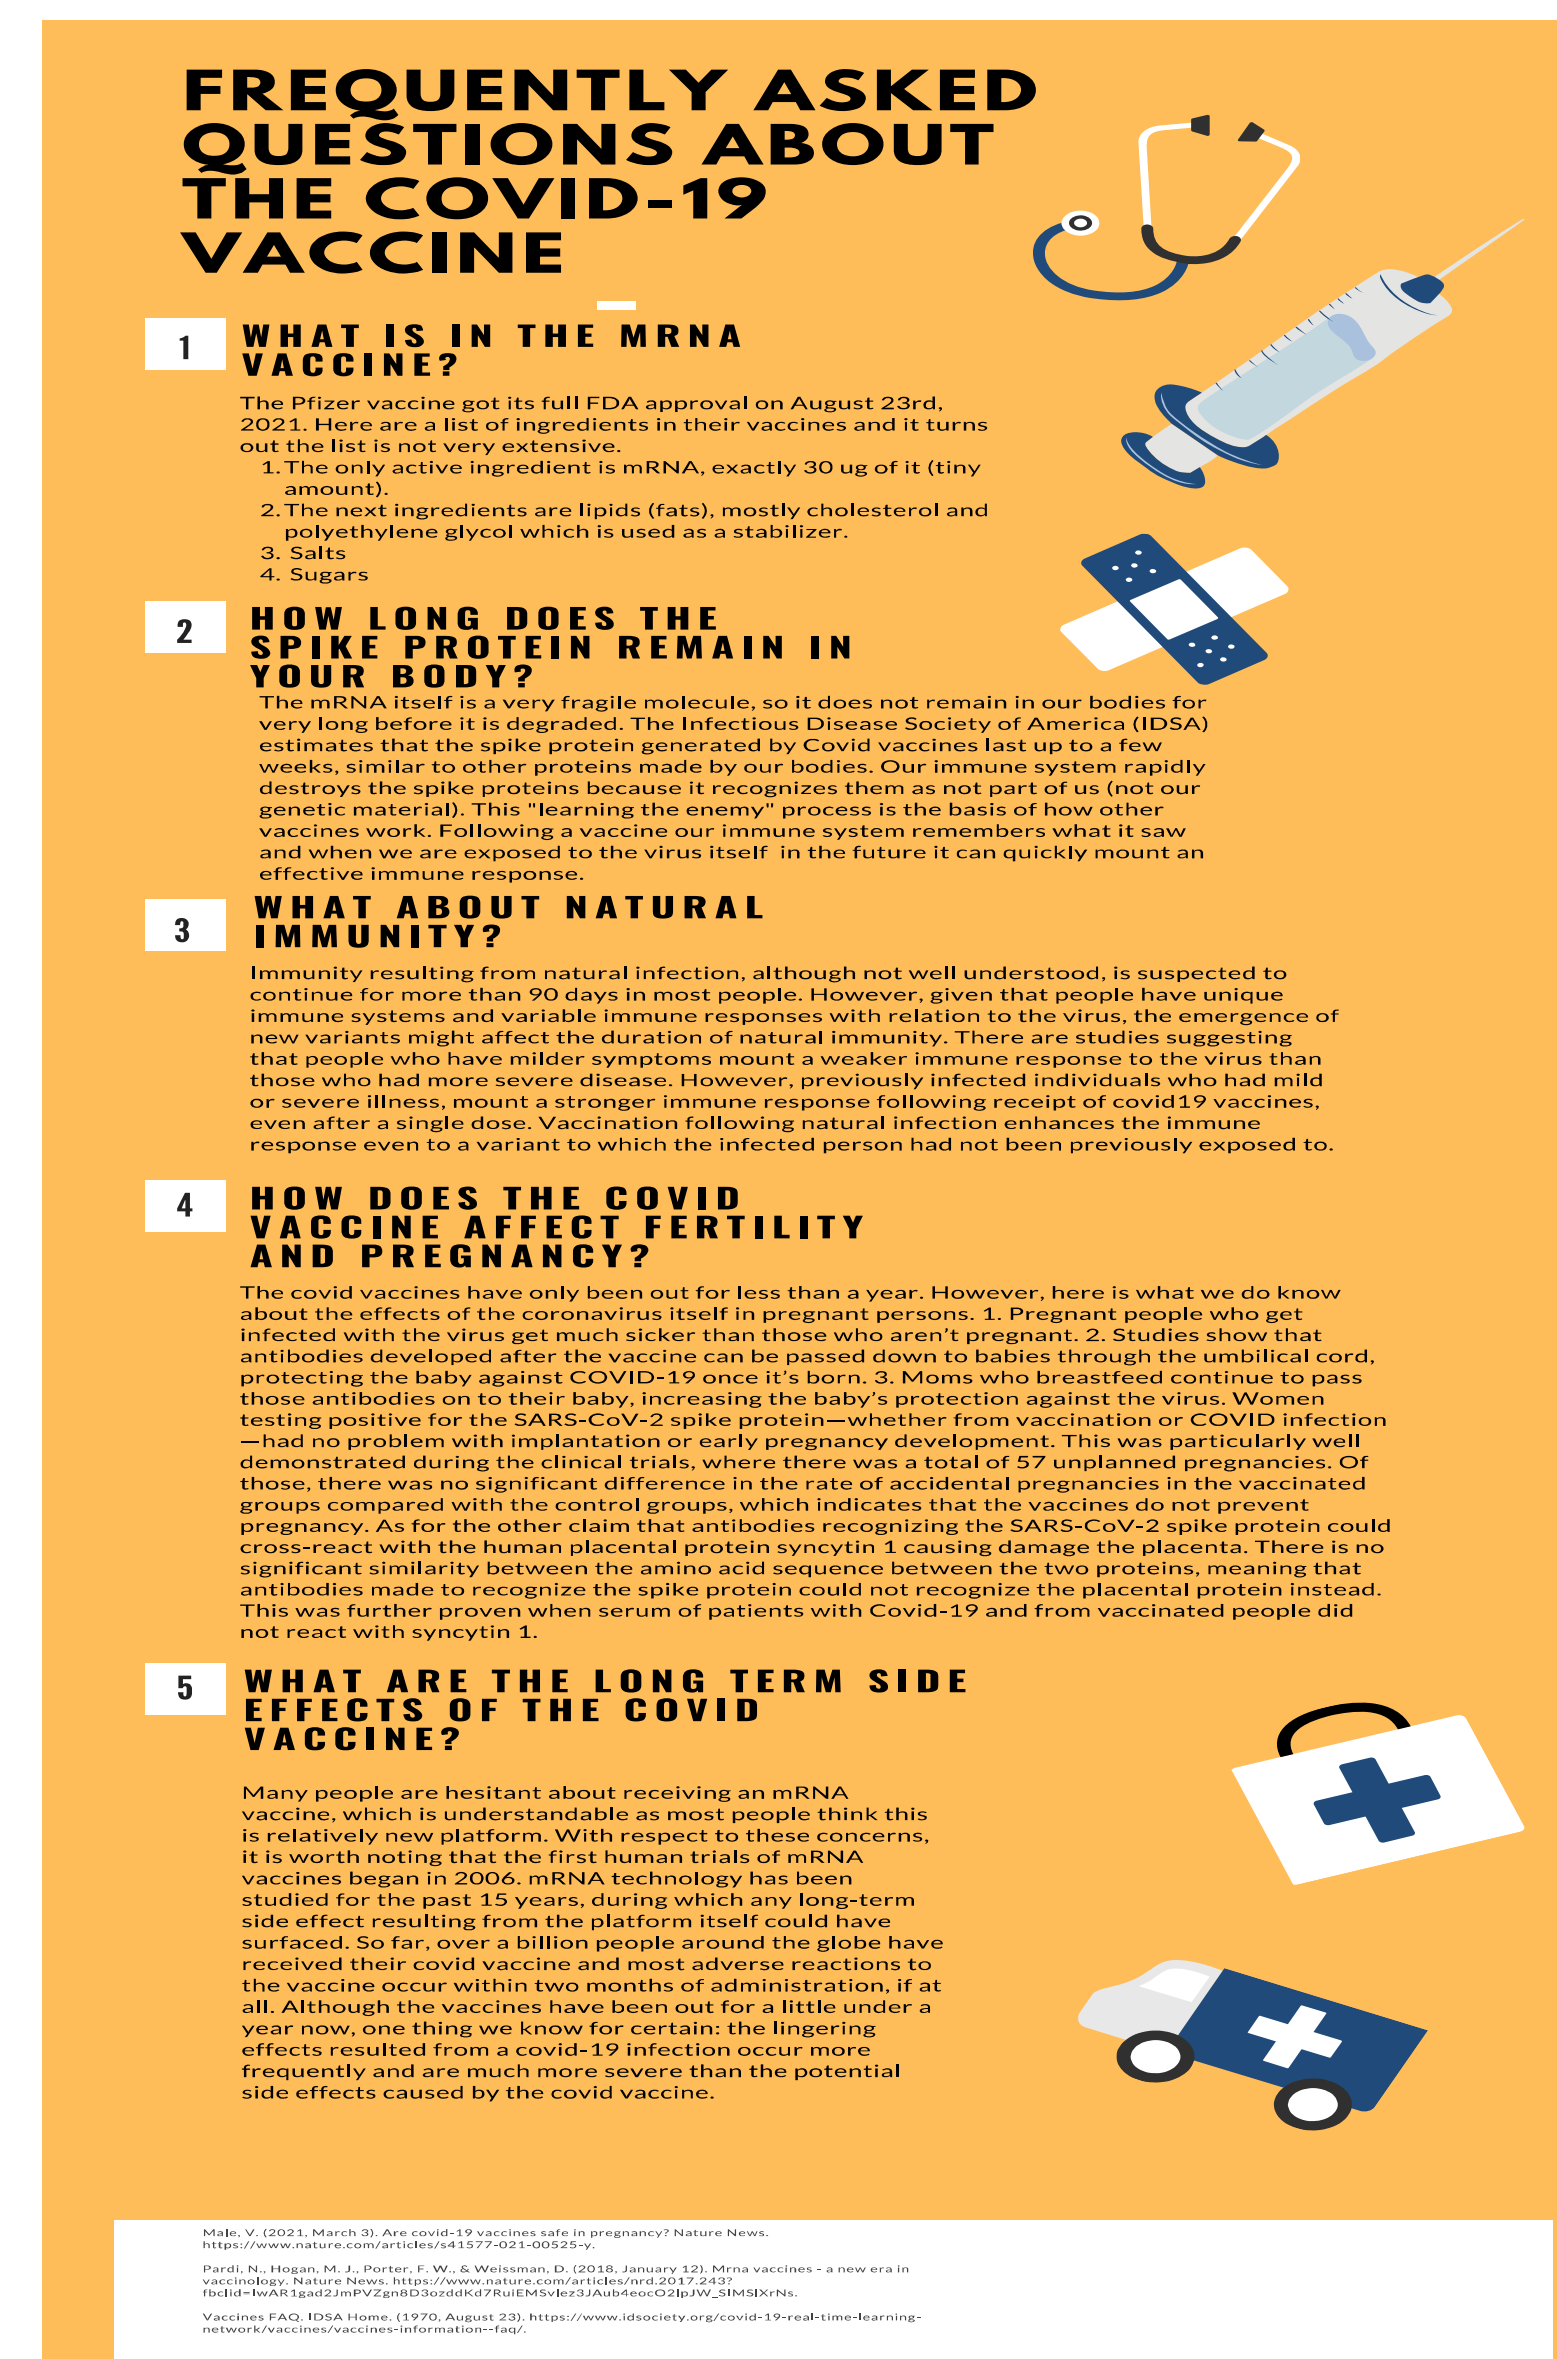 FREQUENTLY ASKED
QUESTIONS ABOUT
THE COVID-19
VACCINE
1
WHAT IS IN THE MRNA
VACCINE?
The Pfizer vaccine got its full FDA approval on August 23rd,
2021. Here are a list of ingredients in their vaccines and it turns
out the list is not very extensive.
1. The only active ingredient is mRNA, exactly 30 ug of it (tiny
amount).
2. The next ingredients are lipids (fats), mostly cholesterol and
polyethylene glycol which is used as a stabilizer.
3. Salts
4. Sugars
2
HOW LONG DOES THE
SPIKE PROTEIN REMAIN IN
YOUR BODY?
The mRNA itself is a very fragile molecule, so it does not remain in our bodies for
very long before it is degraded. The Infectious Disease Society of America (IDSA)
estimates that the spike protein generated by Covid vaccines last up to a few
weeks, similar to other proteins made by our bodies. Our immune system rapidly
destroys the spike proteins because it recognizes them as not part of us (not our
genetic material). This "learning the enemy" process is the basis of how other
vaccines work. Following a vaccine our immune system remembers what it saw
and when we are exposed to the virus itself in the future it can quickly mount an
effective immune response.
3
WHAT ABOUT NATURAL
IMMUNITY?
Immunity resulting from natural infection, although not well understood, is suspected to
continue for more than 90 days in most people. However, given that people have unique
immune systems and variable immune responses with relation to the virus, the emergence of
new variants might affect the duration of natural immunity. There are studies suggesting
that people who have milder symptoms mount a weaker immune response to the virus than
those who had more severe disease. However, previously infected individuals who had mild
or severe illness, mount a stronger immune response following receipt of covid19 vaccines,
even after a single dose. Vaccination following natural infection enhances the immune
response even to a variant to which the infected person had not been previously exposed to.
4
HOW DOES THE COVID
VACCINE AFFECT FERTILITY
AND PREGNANCY?
The covid vaccines have only been out for less than a year. However, here is what we do know
about the effects of the coronavirus itself in pregnant persons. 1. Pregnant people who get
infected with the virus get much sicker than those who aren't pregnant. 2. Studies show that
antibodies developed after the vaccine can be passed down to babies through the umbilical cord,
protecting the baby against COVID-19 once it's born. 3. Moms who breastfeed continue to pass
those antibodies on to their baby, increasing the baby's protection against the virus. Women
testing positive for the SARS-CoV-2 spike protein—whether from vaccination or COVID infection
—had no problem with implantation or early pregnancy development. This was particularly well
demonstrated during the clinical trials, where there was a total of 57 unplanned pregnancies. Of
those, there was no significant difference in the rate of accidental pregnancies in the vaccinated
groups compared with the control groups, which indicates that the vaccines do not prevent
pregnancy. As for the other claim that antibodies recognizing the SARS-CoV-2 spike protein could
cross-react with the human placental protein syncytin 1 causing damage the placenta. There is no
significant similarity between the amino acid sequence between the two proteins, meaning that
antibodies made to recognize the spike protein could not recognize the placental protein instead.
This was further proven when serum of patients with Covid-19 and from vaccinated people did
not react with syncytin 1.
5
WHAT ARE THE LONG TERM SIDE
EFFECTS OF THE COVID
VACCINE?
Many people are hesitant about receiving an mRNA
vaccine, which is understandable as most people think this
is relatively new platform. With respect to these concerns,
it is worth noting that the first human trials of mRNA
vaccines began in 2006. mRNA technology has been
studied for the past 15 years, during which any long-term
side effect resulting from the platform itself could have
surfaced. So far, over a billion people around the globe have
received their covid vaccine and most adverse reactions to
the vaccine occur within two months of administration, if at
all. Although the vaccines have been out for a little under a
year now, one thing we know for certain: the lingering
effects resulted from a covid-19 infection occur more
frequently and are much more severe than the potential
side effects caused by the covid vaccine.
Male, V. (2021, March 3). Are covid-19 vaccines safe in pregnancy? Nature News.
https://www.nature.com/articles/s41577-021-00525-y.
Pardi, N., Hogan, M. J., Porter, F. W., & Weissman, D. (2018, January 12). Mrna vaccines - a new era in
vaccinology. Nature News. https://www.nature.com/articles/nrd.2017.243?
fbclid=IwAR1gad2JmPVZgn8D3ozddKd7RuiEMSvlez3JAub4eocO2lpJW_SIMSlXrNs.
Vaccines FAQ. IDSA Home. (1970, August 23). https://www.idsociety.org/covid-19-real-time-learning-
network/vaccines/vaccines-information--faq/.